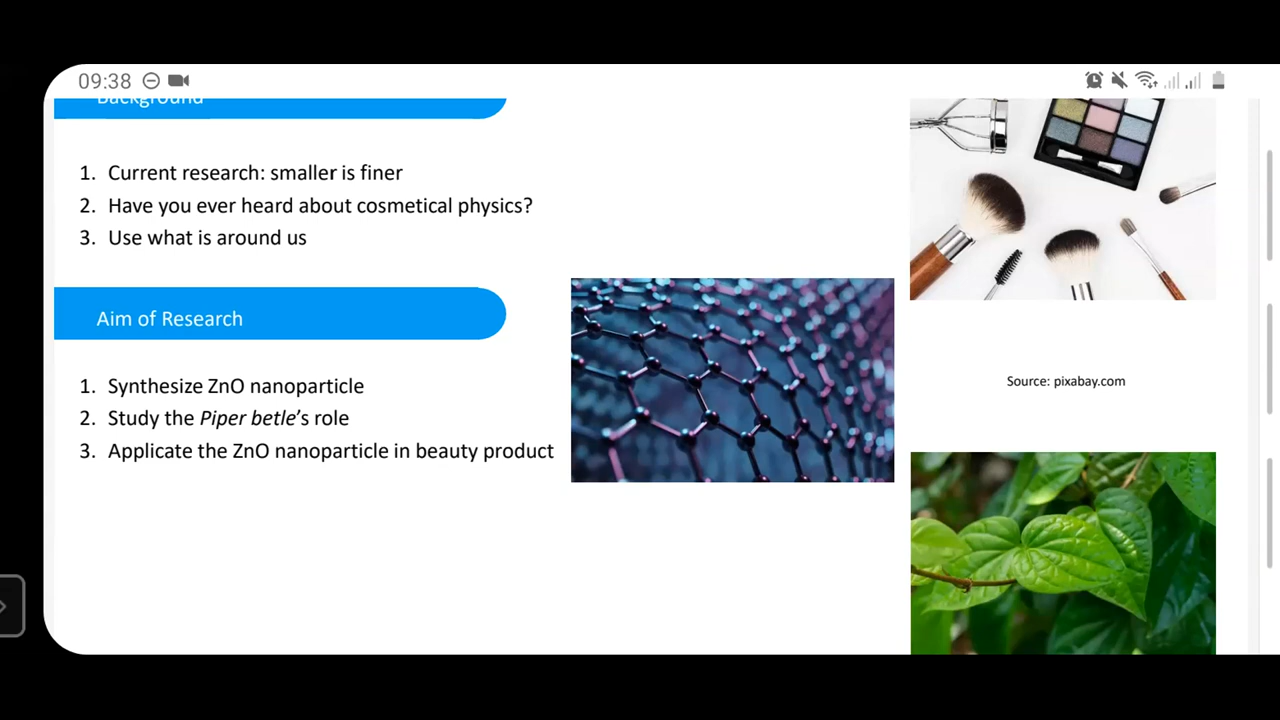 09:38
Background
1. Current research: smaller is finer
2. Have you ever heard about cosmetical physics?
3. Use what is around us
Aim of Research
1. Synthesize ZnO nanoparticle
2. Study the Piper betle's role
3. Applicate the ZnO nanoparticle in beauty product
Source: pixabay.com